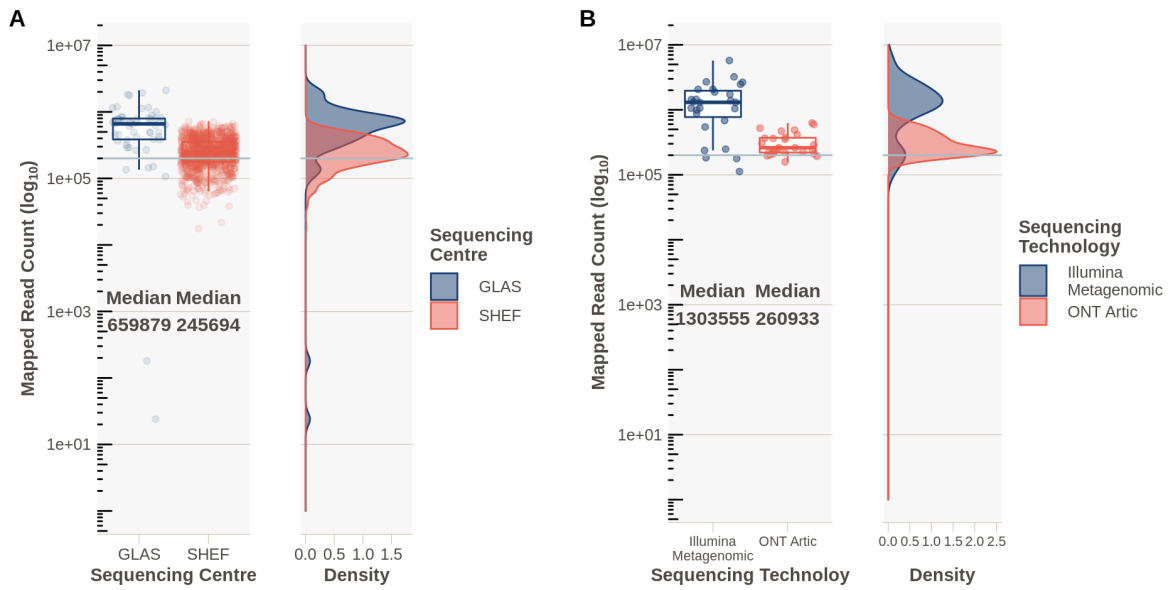 A
Mapped Read Count (log10)
1e+07
1e+05
1e+03
1e+01
Median Median
659879 245694
GLAS SHEF
Sequencing Centre
0.0 0.5 1.0 1.5
Density
Sequencing
Centre
GLAS
SHEF
B
Mapped Read Count (log10)
1e+07
1e+05
1e+03
1e+01
Median Median
1303555 260933
Illumina
Metagenomic
ONT Artic
Sequencing Technoloy
0.0 0.5 1.0 1.5 2.0 2.5
Density
Sequencing
Technology
Illumina
Metagenomic
ONT Artic